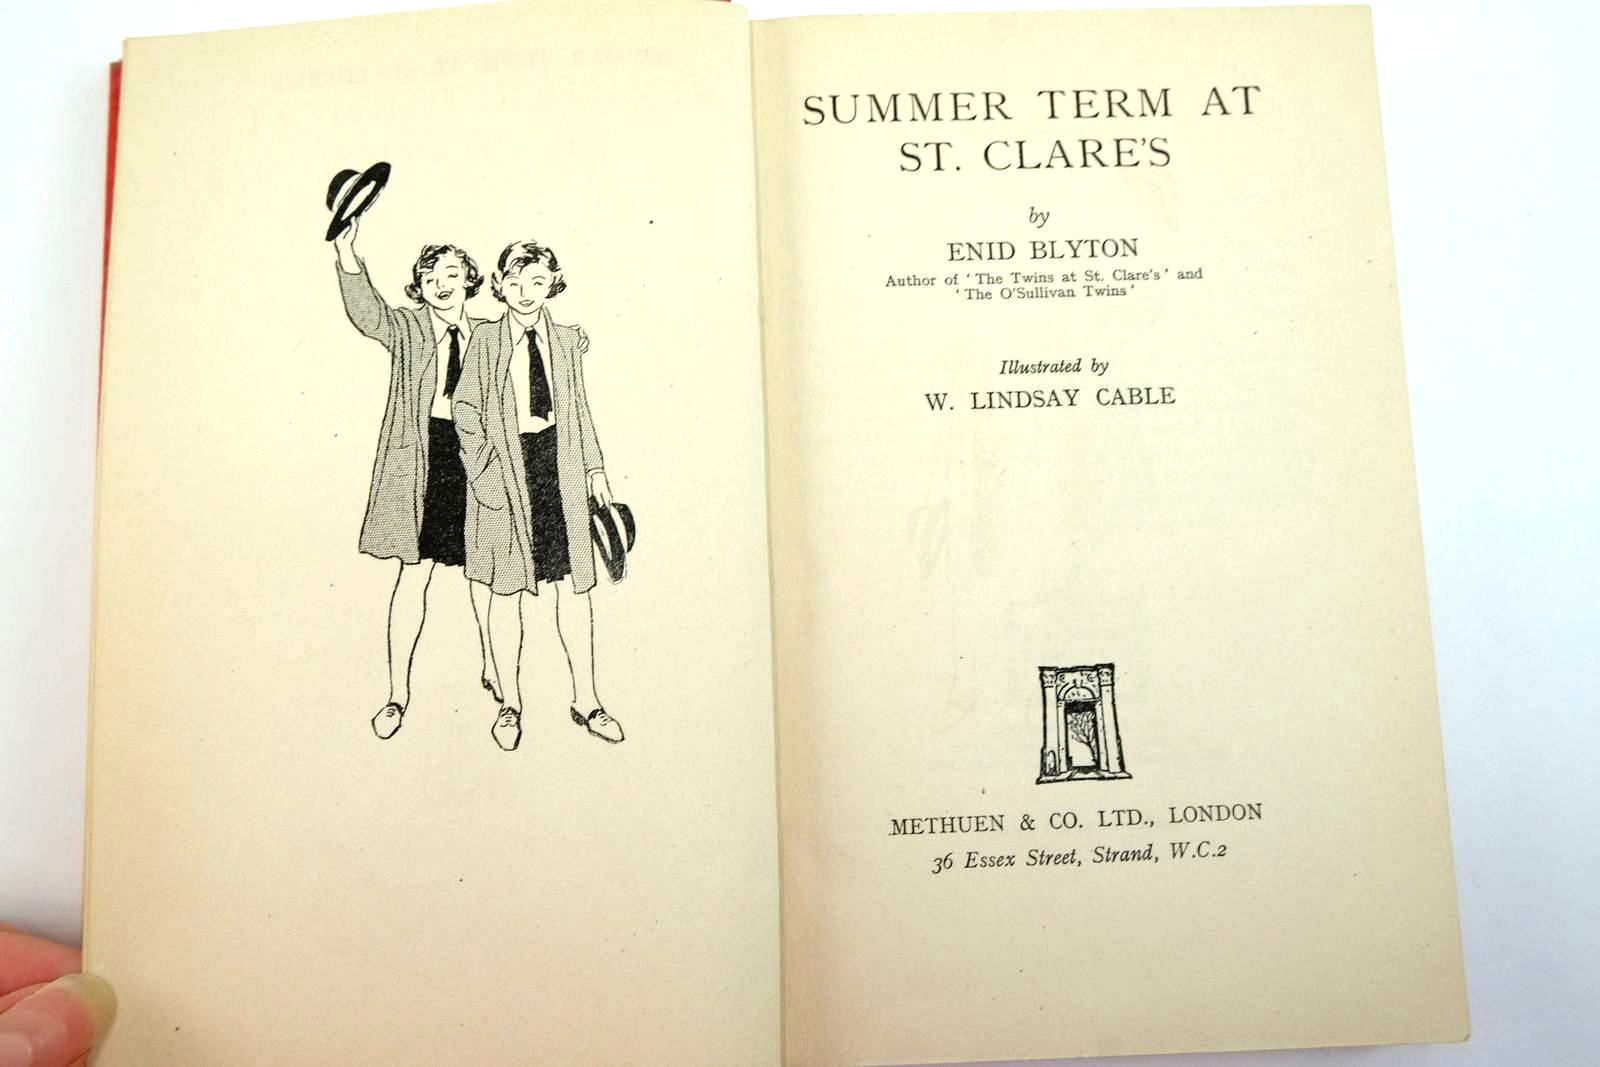 SUMMER TERM AT
ST. CLARE'S
by
ENID BLYTON
Author of ‘The Twins at St. Clare's’ and
‘The O'Sullivan Twins’
Illustrated by
W. LINDSAY CABLE
METHUEN & CO. LTD., LONDON
36 Essex Street, Strand, W.C.2